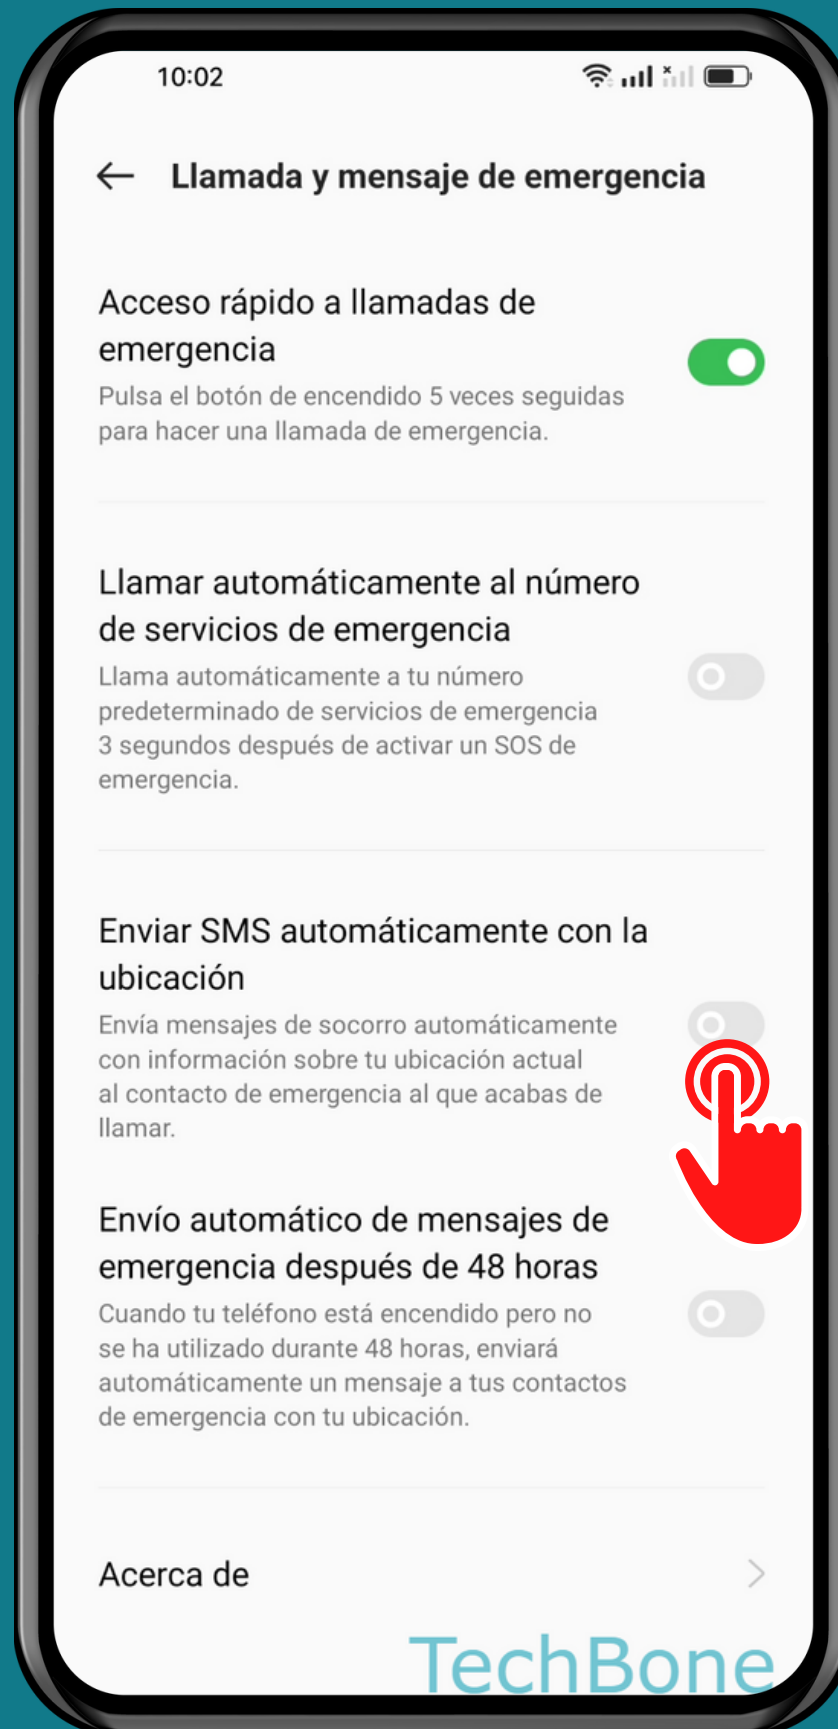 10:02
Llamada y mensaje de emergencia
Acceso rápido a llamadas de
emergencia
Pulsa el botón de encendido 5 veces seguidas
para hacer una llamada de emergencia.
Llamar automáticamente al número
de servicios de emergencia
Llama automáticamente a tu número
predeterminado de servicios de emergencia
3 segundos después de activar un SOS de
emergencia.
Enviar SMS automáticamente con la
ubicación
Envía mensajes de socorro automáticamente
con información sobre tu ubicación actual
al contacto de emergencia al que acabas de
llamar.
Envío automático de mensajes de
emergencia después de 48 horas
Cuando tu teléfono está encendido pero no
se ha utilizado durante 48 horas, enviará
automáticamente un mensaje a tus contactos
de emergencia con tu ubicación.
Acerca de
TechBone